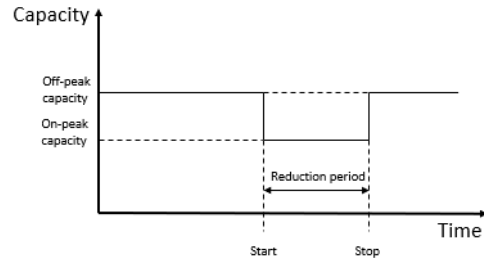 Capacity
Off-peak
capacity
On-peak
capacity
Reduction period
Time
Start
Stop